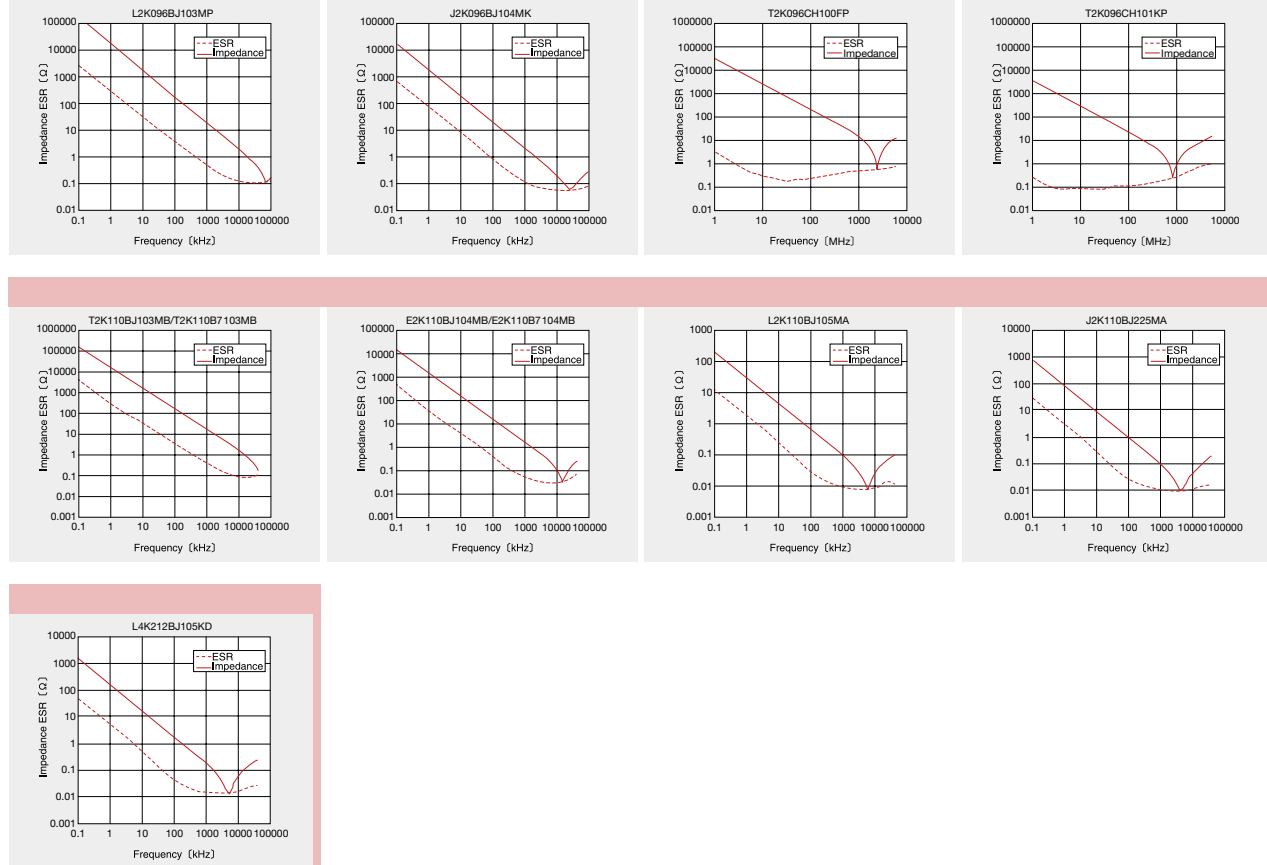 L2K096BJ103MP
100000
10000
1000
100
10
1
0.1
0.01
Impedance ESR〔Ω〕
ESR
Impedance
0.1 1 10 100 1000 10000 100000
Frequency〔kHz〕
J2K096BJ104MK
100000
10000
1000
100
10
1
0.1
0.01
Impedance ESR〔Ω〕
ESR
Impedance
0.1 1 10 100 1000 10000 100000
Frequency〔kHz〕
T2K096CH100FP
1000000
100000
10000
1000
100
10
1
0.1
0.01
Impedance ESR〔Ω〕
ESR
Impedance
1 10 100 1000 10000
Frequency〔MHz〕
T2K096CH101KP
1000000
100000
10000
1000
100
10
1
0.1
0.01
Impedance ESR〔Ω〕
ESR
Impedance
1 10 100 1000 10000
Frequency〔MHz〕
T2K110BJ103MB/T2K110B7103MB
1000000
100000
10000
1000
100
10
1
0.1
0.01
0.001
Impedance ESR〔Ω〕
ESR
Impedance
0.1 1 10 100 1000 10000 100000
Frequency〔kHz〕
E2K110BJ104MB/E2K110B7104MB
100000
10000
1000
100
10
1
0.1
0.01
0.001
Impedance ESR〔Ω〕
ESR
Impedance
0.1 1 10 100 1000 10000 100000
Frequency〔kHz〕
L2K110BJ105MA
1000
100
10
1
0.1
0.01
0.001
Impedance ESR〔Ω〕
ESR
Impedance
0.1 1 10 100 1000 10000 100000
Frequency〔kHz〕
J2K110BJ225MA
10000
1000
100
10
1
0.1
0.01
0.001
Impedance ESR〔Ω〕
ESR
Impedance
0.1 1 10 100 1000 10000 100000
Frequency〔kHz〕
L4K212BJ105KD
10000
1000
100
10
1
0.1
0.01
0.001
Impedance ESR〔Ω〕
ESR
Impedance
0.1 1 10 100 1000 10000 100000
Frequency〔kHz〕